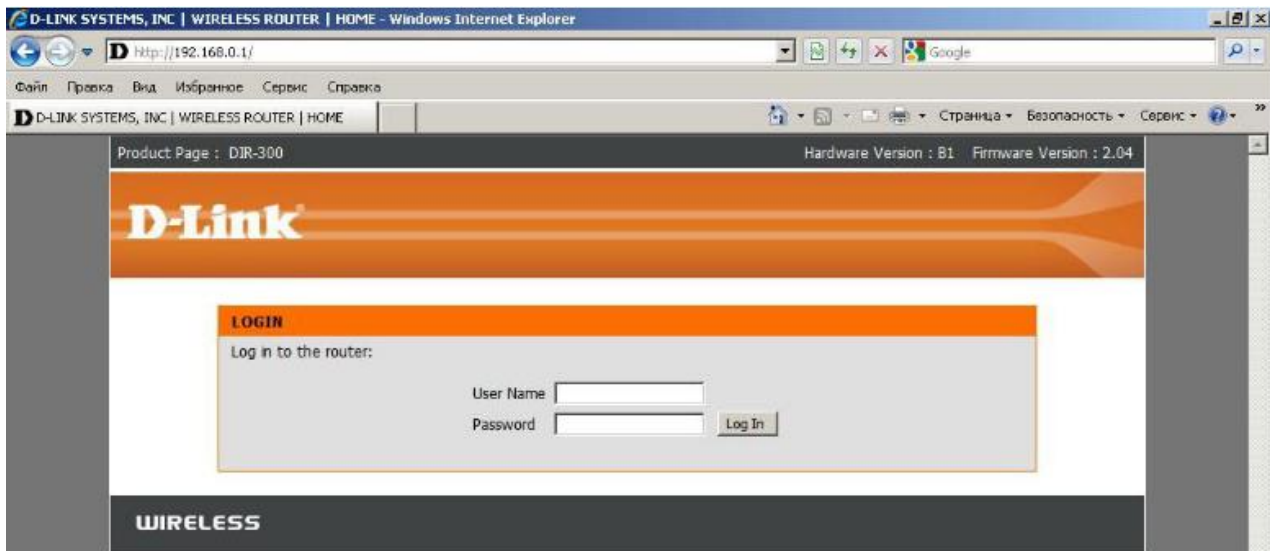 D-LINK SYSTEMS, INC | WIRELESS ROUTER | HOME - Windows Internet Explorer
http://192.168.0.1/ Google
Файл Правка Вид Избранное Сервис Справка
D-LINK SYSTEMS, INC | WIRELESS ROUTER | HOME Страница Безопасность Сервис »
Product Page : DIR-300 Hardware Version : B1 Firmware Version : 2.04
D-Link
LOGIN
Log in to the router:
User Name
Password Log In
WIRELESS